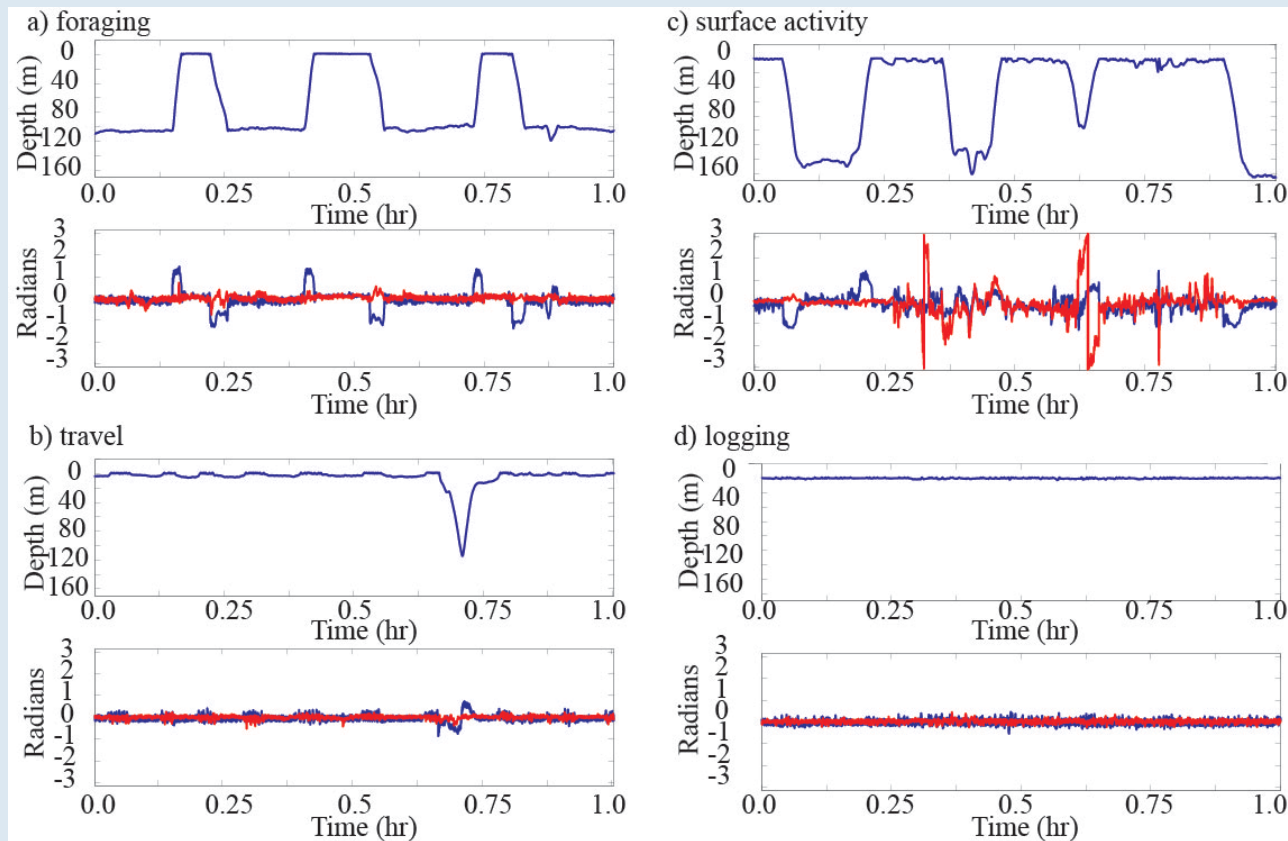 a) foraging
Depth (m)
0
40
80
120
160
0.0 0.25 0.5 0.75 1.0
Time (hr)
Radians
3
2
1
0
-1
-2
-3
0.0 0.25 0.5 0.75 1.0
Time (hr)
b) travel
Depth (m)
0
40
80
120
160
0.0 0.25 0.5 0.75 1.0
Time (hr)
Radians
3
2
1
0
-1
-2
-3
0.0 0.25 0.5 0.75 1.0
Time (hr)
c) surface activity
Depth (m)
0
40
80
120
160
0.0 0.25 0.5 0.75 1.0
Time (hr)
Radians
3
2
1
0
-1
-2
-3
0.0 0.25 0.5 0.75 1.0
Time (hr)
d) logging
Depth (m)
0
40
80
120
160
0.0 0.25 0.5 0.75 1.0
Time (hr)
Radians
3
2
1
0
-1
-2
-3
0.0 0.25 0.5 0.75 1.0
Time (hr)